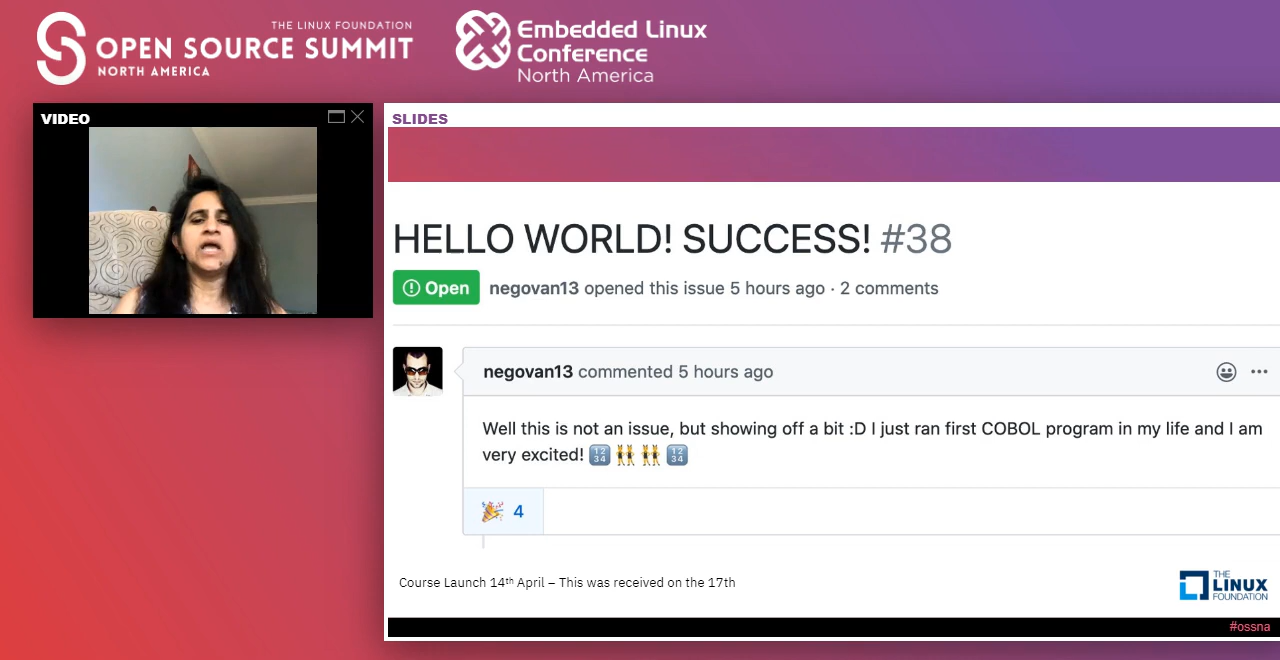 THE LINUX FOUNDATION
OPEN SOURCE SUMMIT
NORTH AMERICA
Embedded Linux
Conference
North America
VIDEO
SLIDES
HELLO WORLD! SUCCESS! #38
Open negovan13 opened this issue 5 hours ago · 2 comments
negovan13 commented 5 hours ago
Well this is not an issue, but showing off a bit :D I just ran first COBOL program in my life and I am
very excited! 🔢👯👯🔢
🎉 4
Course Launch 14th April – This was received on the 17th
THE
LINUX
FOUNDATION
#ossna